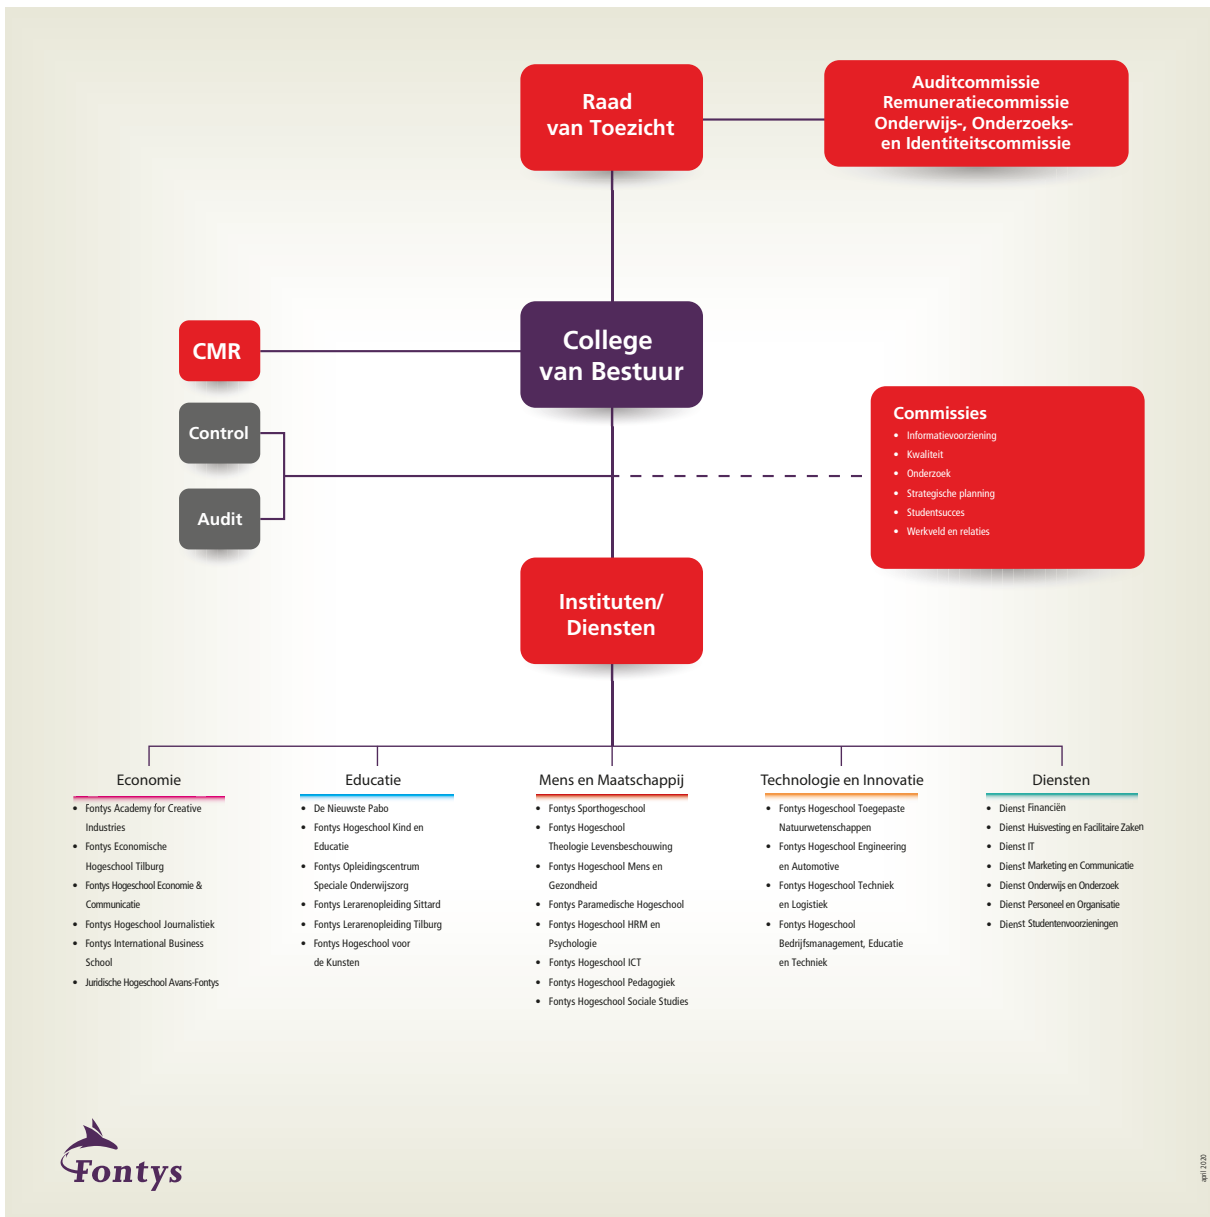 Raad
van Toezicht
Auditcommissie
Remuneratiecommissie
Onderwijs-, Onderzoeks-
en Identiteitscommissie
College
van Bestuur
CMR
Control
Audit
Commissies
• Informatievoorziening
• Kwaliteit
• Onderzoek
• Strategische planning
• Studentsucces
• Werkveld en relaties
Instituten/
Diensten
Economie
• Fontys Academy for Creative
Industries
• Fontys Economische
Hogeschool Tilburg
• Fontys Hogeschool Economie &
Communicatie
• Fontys Hogeschool Journalistiek
• Fontys International Business
School
• Juridische Hogeschool Avans-Fontys
Educatie
• De Nieuwste Pabo
• Fontys Hogeschool Kind en
Educatie
• Fontys Opleidingscentrum
Speciale Onderwijszorg
• Fontys Lerarenopleiding Sittard
• Fontys Lerarenopleiding Tilburg
• Fontys Hogeschool voor
de Kunsten
Mens en Maatschappij
• Fontys Sporthogeschool
• Fontys Hogeschool
Theologie Levensbeschouwing
• Fontys Hogeschool Mens en
Gezondheid
• Fontys Paramedische Hogeschool
• Fontys Hogeschool HRM en
Psychologie
• Fontys Hogeschool ICT
• Fontys Hogeschool Pedagogiek
• Fontys Hogeschool Sociale Studies
Technologie en Innovatie
• Fontys Hogeschool Toegepaste
Natuurwetenschappen
• Fontys Hogeschool Engineering
en Automotive
• Fontys Hogeschool Techniek
en Logistiek
• Fontys Hogeschool
Bedrijfsmanagement, Educatie
en Techniek
Diensten
• Dienst Financiën
• Dienst Huisvesting en Facilitaire Zaken
• Dienst IT
• Dienst Marketing en Communicatie
• Dienst Onderwijs en Onderzoek
• Dienst Personeel en Organisatie
• Dienst Studentenvoorzieningen
Fontys
april 2020